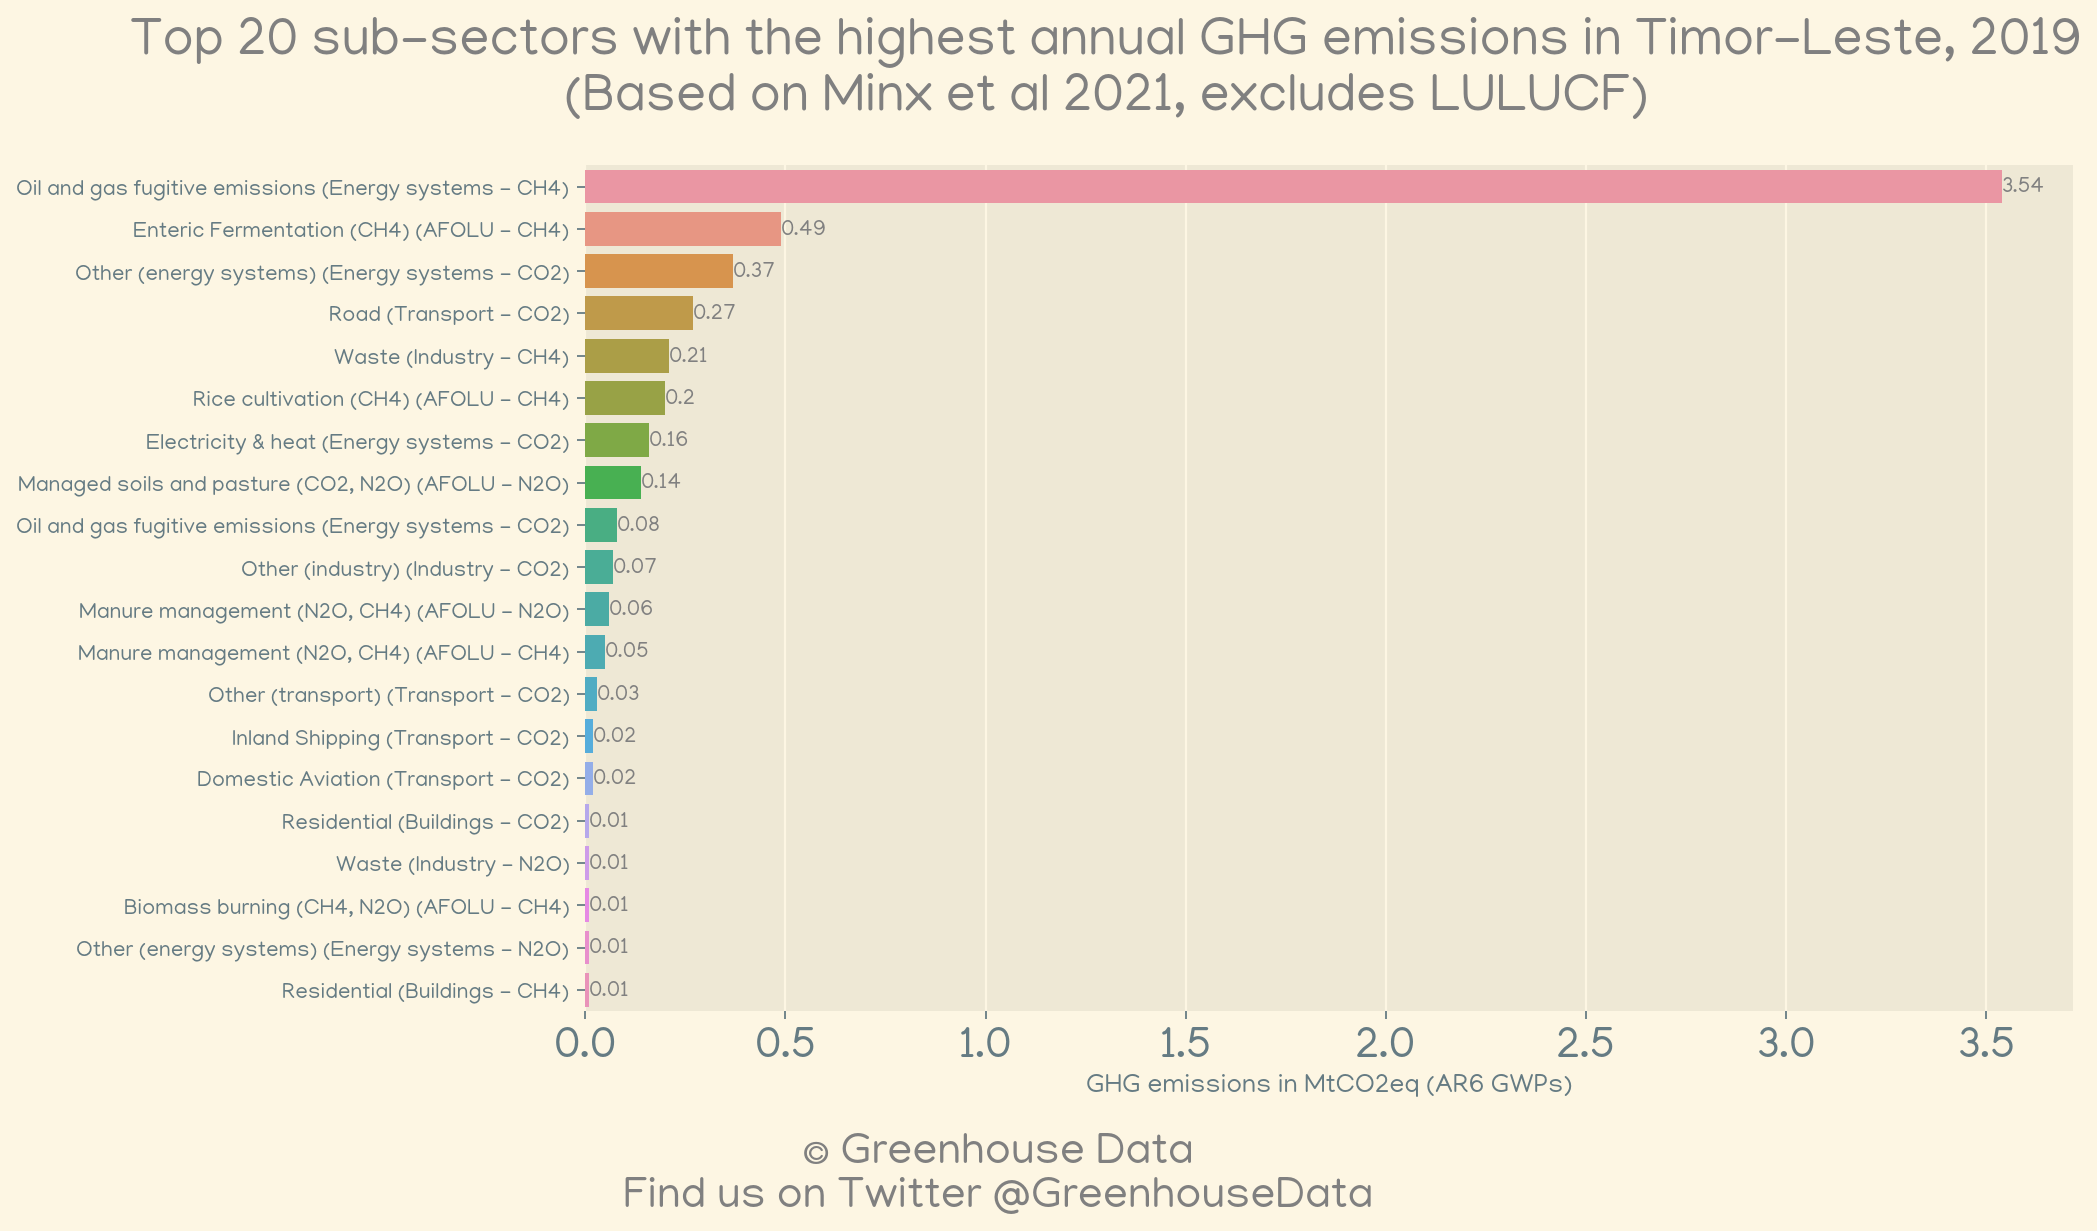 Top 20 sub-sectors with the highest annual GHG emissions in Timor-Leste, 2019
(Based on Minx et al 2021, excludes LULUCF)
Oil and gas fugitive emissions (Energy systems - CH4) 3.54
Enteric Fermentation (CH4) (AFOLU - CH4) 0.49
Other (energy systems) (Energy systems - CO2) 0.37
Road (Transport - CO2) 0.27
Waste (Industry - CH4) 0.21
Rice cultivation (CH4) (AFOLU - CH4) 0.2
Electricity & heat (Energy systems - CO2) 0.16
Managed soils and pasture (CO2, N2O) (AFOLU - N2O) 0.14
Oil and gas fugitive emissions (Energy systems - CO2) 0.08
Other (industry) (Industry - CO2) 0.07
Manure management (N2O, CH4) (AFOLU - N2O) 0.06
Manure management (N2O, CH4) (AFOLU - CH4) 0.05
Other (transport) (Transport - CO2) 0.03
Inland Shipping (Transport - CO2) 0.02
Domestic Aviation (Transport - CO2) 0.02
Residential (Buildings - CO2) 0.01
Waste (Industry - N2O) 0.01
Biomass burning (CH4, N2O) (AFOLU - CH4) 0.01
Other (energy systems) (Energy systems - N2O) 0.01
Residential (Buildings - CH4) 0.01
0.0 0.5 1.0 1.5 2.0 2.5 3.0 3.5
GHG emissions in MtCO2eq (AR6 GWPs)
© Greenhouse Data
Find us on Twitter @GreenhouseData